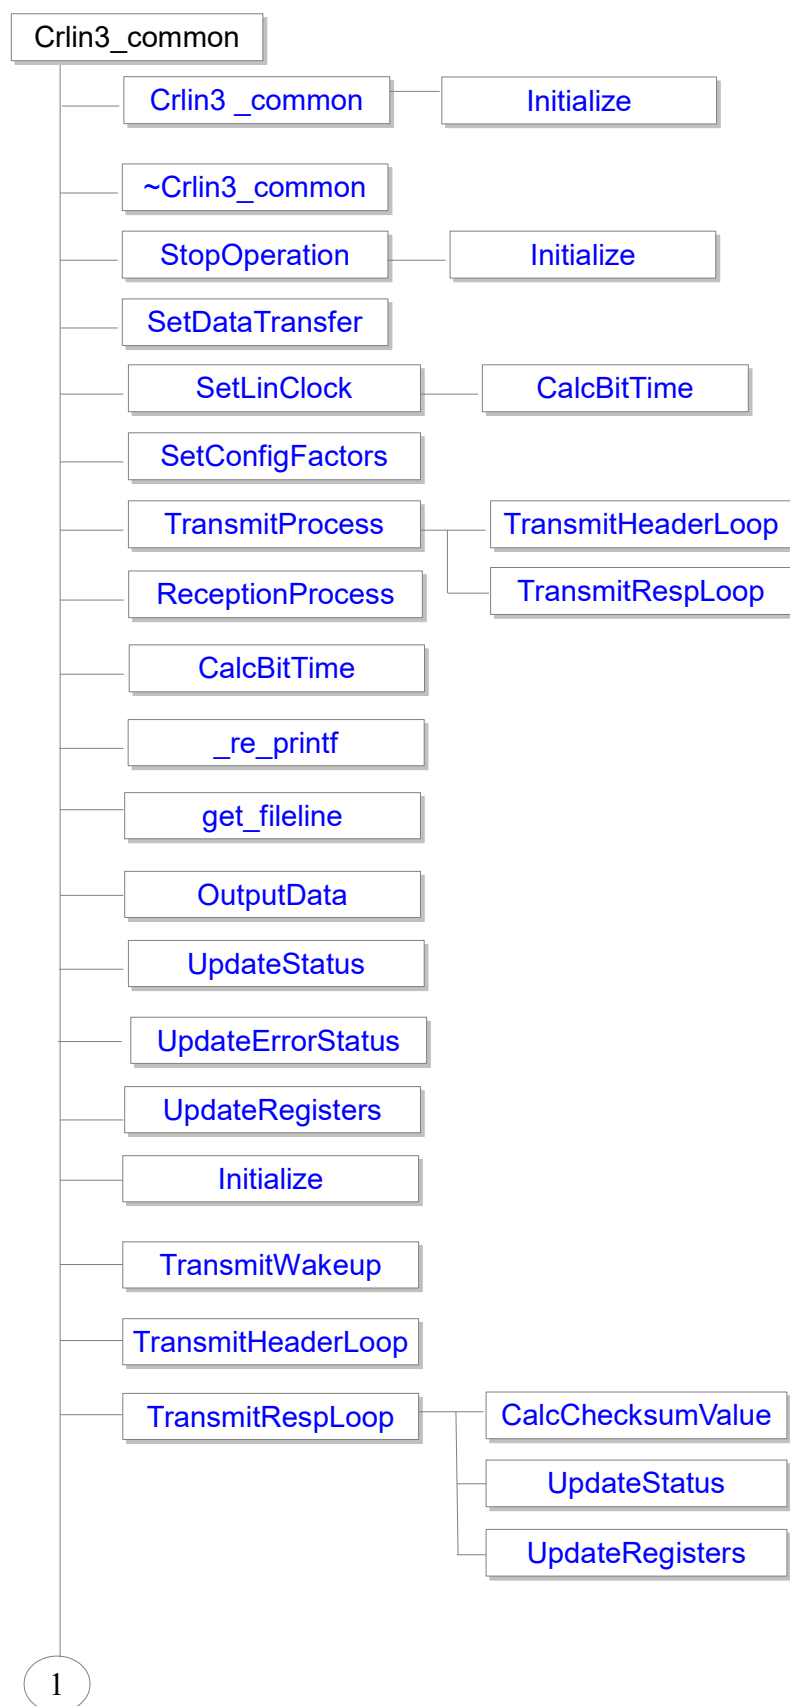 Crlin3_common
Crlin3 _common
Initialize
~Crlin3_common
StopOperation
Initialize
SetDataTransfer
SetLinClock
CalcBitTime
SetConfigFactors
TransmitProcess
TransmitHeaderLoop
ReceptionProcess
TransmitRespLoop
CalcBitTime
_re_printf
get_fileline
OutputData
UpdateStatus
UpdateErrorStatus
UpdateRegisters
Initialize
TransmitWakeup
TransmitHeaderLoop
TransmitRespLoop
CalcChecksumValue
UpdateStatus
UpdateRegisters
1